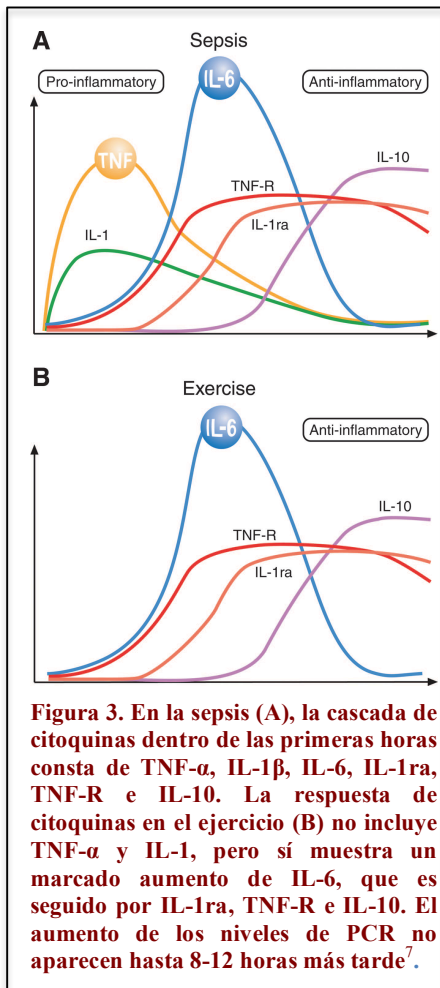 A
Sepsis
Pro-inflammatory
IL-6
Anti-inflammatory
TNF
IL-10
TNF-R
IL-1
IL-1ra
B
Exercise
IL-6
Anti-inflammatory
IL-10
TNF-R
IL-1ra
Figura 3. En la sepsis (A), la cascada de
citoquinas dentro de las primeras horas
consta de TNF-α, IL-1β, IL-6, IL-1ra,
TNF-R e IL-10. La respuesta de
citoquinas en el ejercicio (B) no incluye
TNF-α y IL-1, pero sí muestra un
marcado aumento de IL-6, que es
seguido por IL-1ra, TNF-R e IL-10. El
aumento de los niveles de PCR no
aparecen hasta 8-12 horas más tarde⁷.